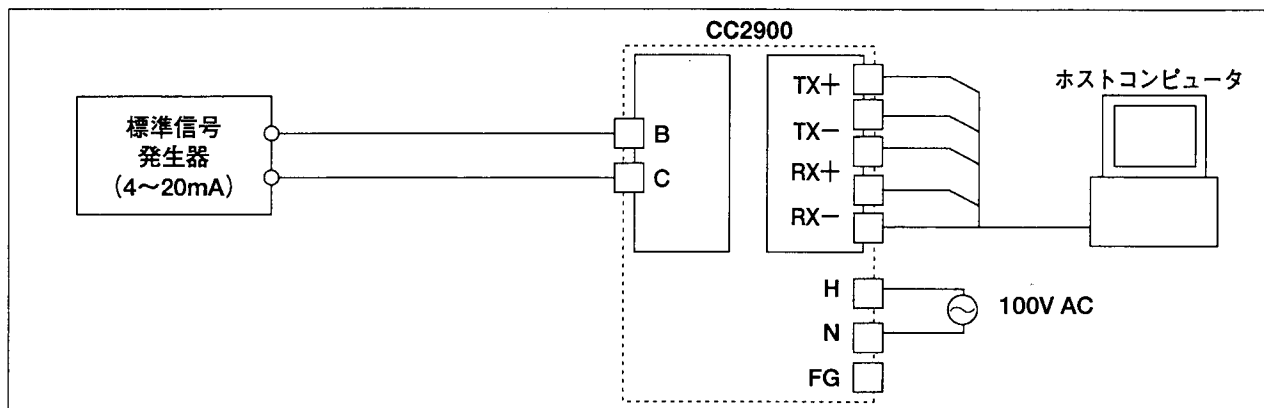 CC2900
標準信号
発生器
(4〜20mA)
B
C
TX+
TX−
RX+
RX−
ホストコンピュータ
H
N
FG
100V AC